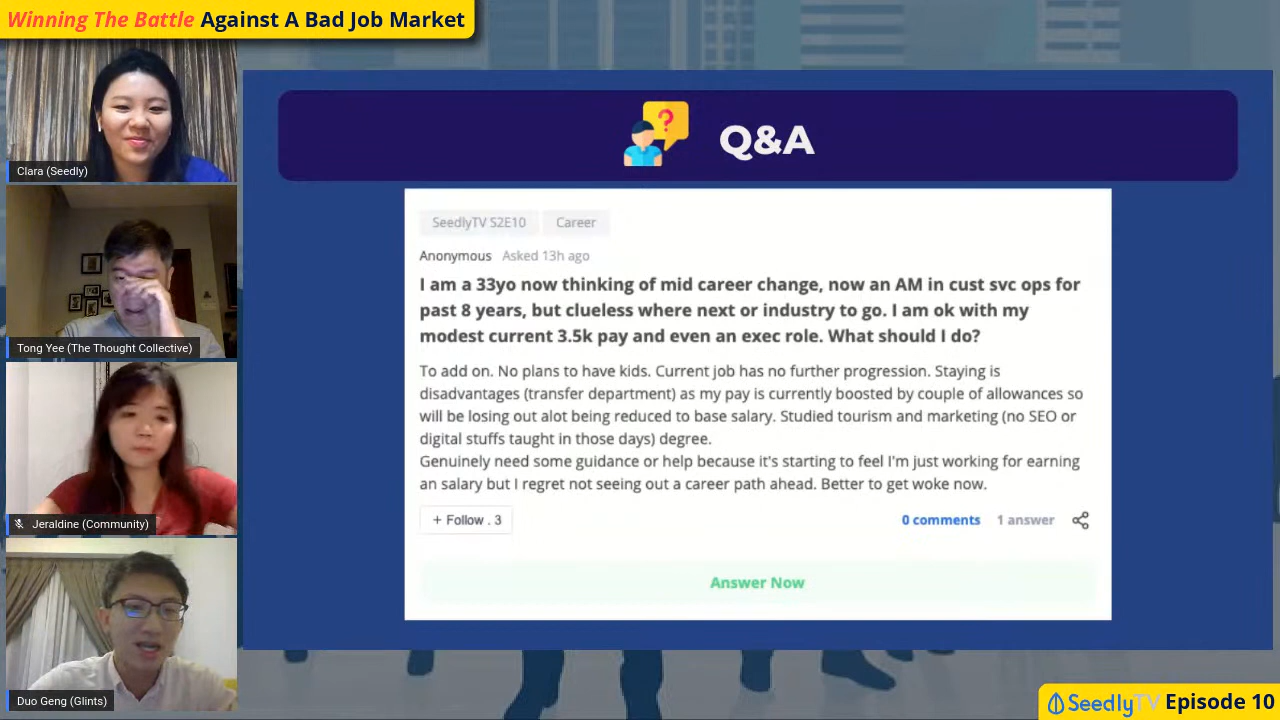 Winning The Battle Against A Bad Job Market
Clara (Seedly)
Tong Yee (The Thought Collective)
Jeraldine (Community)
Duo Geng (Glints)
?
Q&A
SeedlyTV S2E10 Career
Anonymous Asked 13h ago
I am a 33yo now thinking of mid career change, now an AM in cust svc ops for
past 8 years, but clueless where next or industry to go. I am ok with my
modest current 3.5k pay and even an exec role. What should I do?
To add on. No plans to have kids. Current job has no further progression. Staying is
disadvantages (transfer department) as my pay is currently boosted by couple of allowances so
will be losing out alot being reduced to base salary. Studied tourism and marketing (no SEO or
digital stuffs taught in those days) degree.
Genuinely need some guidance or help because it's starting to feel I'm just working for earning
an salary but I regret not seeing out a career path ahead. Better to get woke now.
+ Follow . 3
0 comments 1 answer
Answer Now
SeedlyTV Episode 10